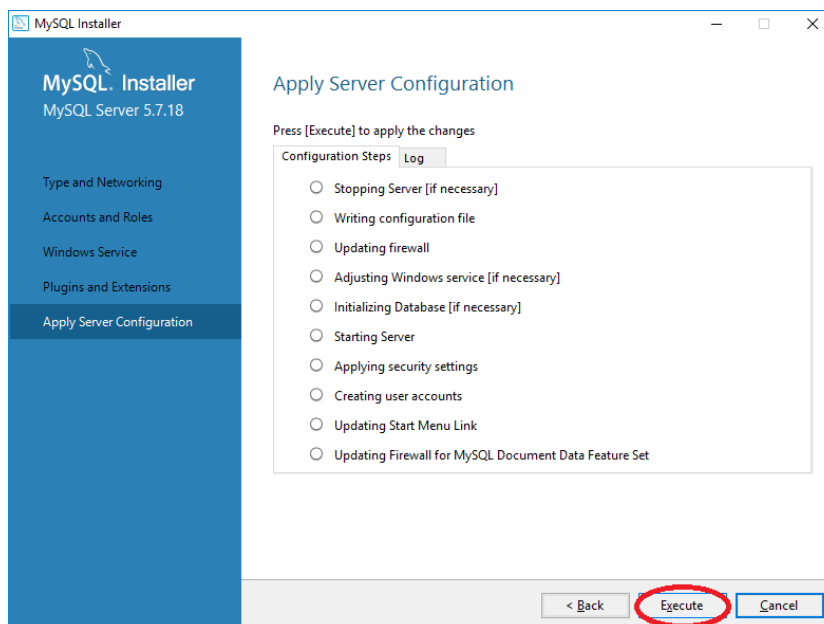 MySQL Installer
MySQL. Installer
MySQL Server 5.7.18
Type and Networking
Accounts and Roles
Windows Service
Plugins and Extensions
Apply Server Configuration
Apply Server Configuration
Press [Execute] to apply the changes
Configuration Steps Log
Stopping Server [if necessary]
Writing configuration file
Updating firewall
Adjusting Windows service [if necessary]
Initializing Database [if necessary]
Starting Server
Applying security settings
Creating user accounts
Updating Start Menu Link
Updating Firewall for MySQL Document Data Feature Set
< Back Execute Cancel